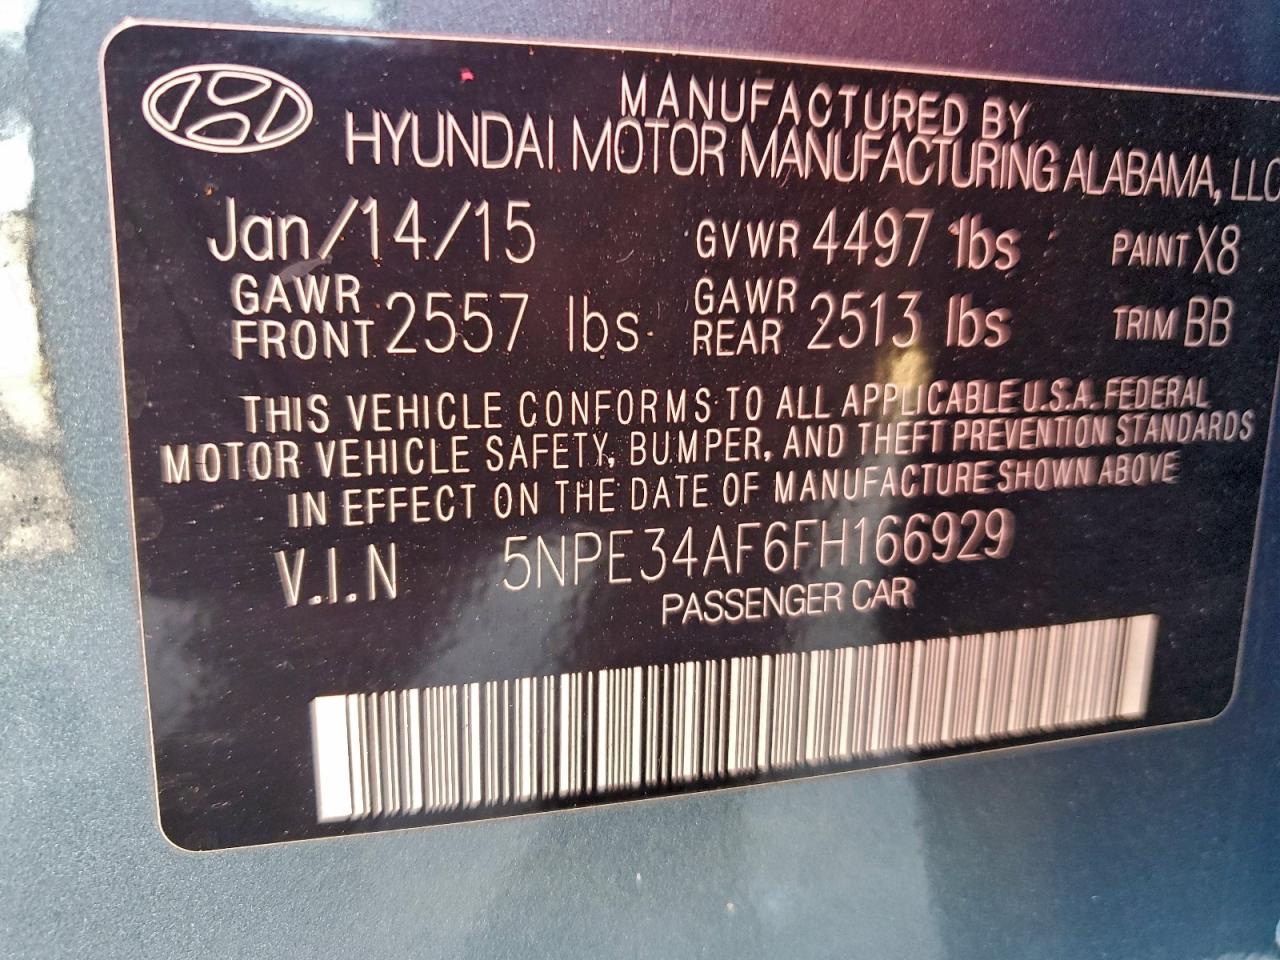 MANUFACTURED BY
HYUNDAI MOTOR MANUFACTURING ALABAMA, LLC
Jan/14/15 GVWR 4497 lbs PAINT X8
GAWR FRONT 2557 lbs GAWR REAR 2513 lbs TRIM BB
THIS VEHICLE CONFORMS TO ALL APPLICABLE U.S.A. FEDERAL
MOTOR VEHICLE SAFETY, BUMPER, AND THEFT PREVENTION STANDARDS
IN EFFECT ON THE DATE OF MANUFACTURE SHOWN ABOVE
V.I.N 5NPE34AF6FH166929
PASSENGER CAR